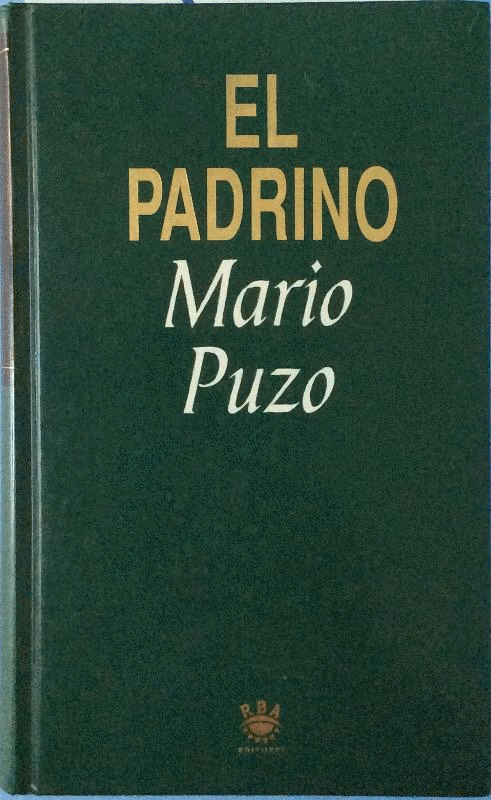 EL
PADRINO
Mario
Puzo
RBA
EDITORES